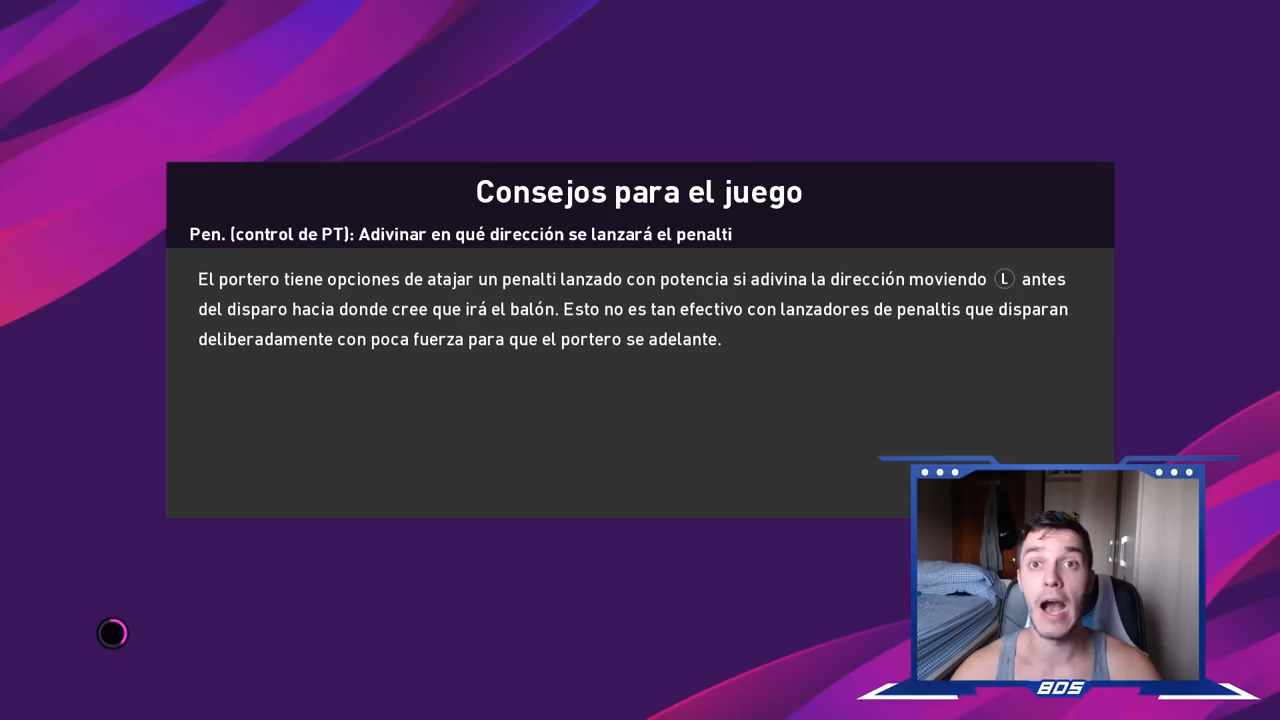 Consejos para el juego
Pen. (control de PT): Adivinar en qué dirección se lanzará el penalti
El portero tiene opciones de atajar un penalti lanzado con potencia si adivina la dirección moviendo L antes
del disparo hacia donde cree que irá el balón. Esto no es tan efectivo con lanzadores de penaltis que disparan
deliberadamente con poca fuerza para que el portero se adelante.
BDS